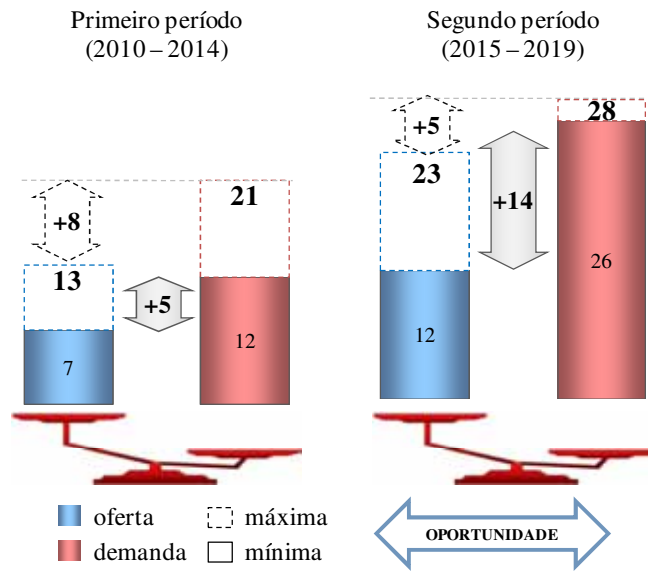 Primeiro período
(2010 – 2014)
Segundo período
(2015 – 2019)
+8
13
7
+5
21
12
+5
23
12
+14
28
26
oferta
máxima
demanda
mínima
OPORTUNIDADE